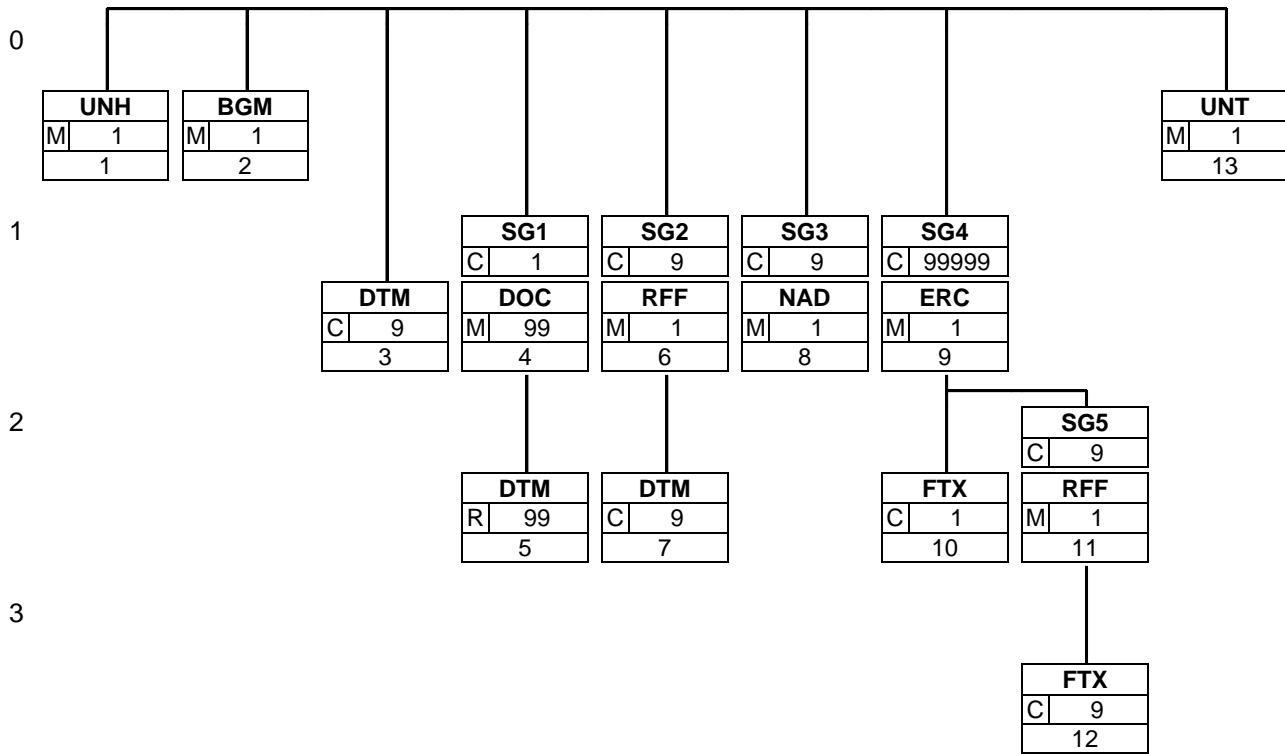 0
UNH
M 1
1
BGM
M 1
2
UNT
M 1
13
1
DTM
C 9
3
SG1
C 1
DOC
M 99
4
SG2
C 9
RFF
M 1
6
SG3
C 9
NAD
M 1
8
SG4
C 99999
ERC
M 1
9
2
DTM
R 99
5
DTM
C 9
7
FTX
C 1
10
SG5
C 9
RFF
M 1
11
3
FTX
C 9
12